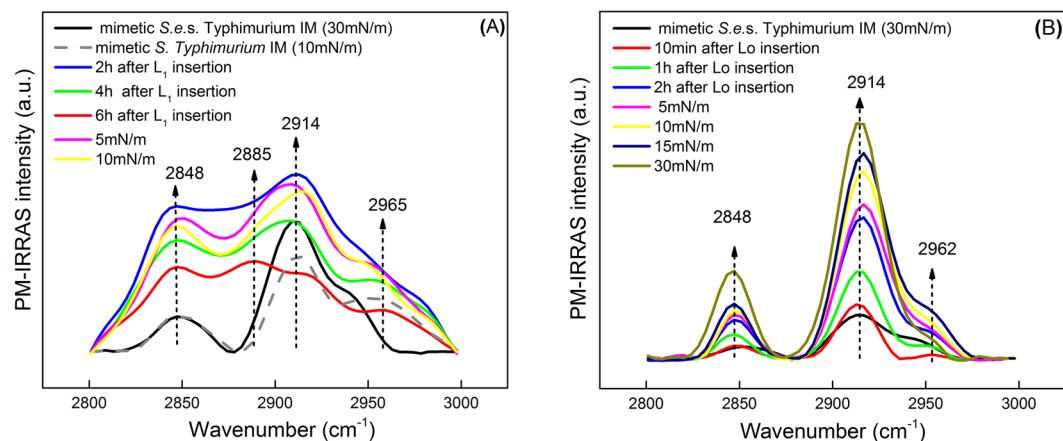 (A)
mimetic S.e.s. Typhimurium IM (30mN/m)
mimetic S. Typhimurium IM (10mN/m)
2h after L₁ insertion
4h after L₁ insertion
6h after L₁ insertion
5mN/m
10mN/m
2848
2885
2914
2965
PM-IRRAS intensity (a.u.)
2800 2850 2900 2950 3000
Wavenumber (cm⁻¹)
(B)
mimetic S.e.s. Typhimurium IM (30mN/m)
10min after Lo insertion
1h after Lo insertion
2h after Lo insertion
5mN/m
10mN/m
15mN/m
30mN/m
2914
2848
2962
PM-IRRAS intensity (a.u.)
2800 2850 2900 2950 3000
Wavenumber (cm⁻¹)